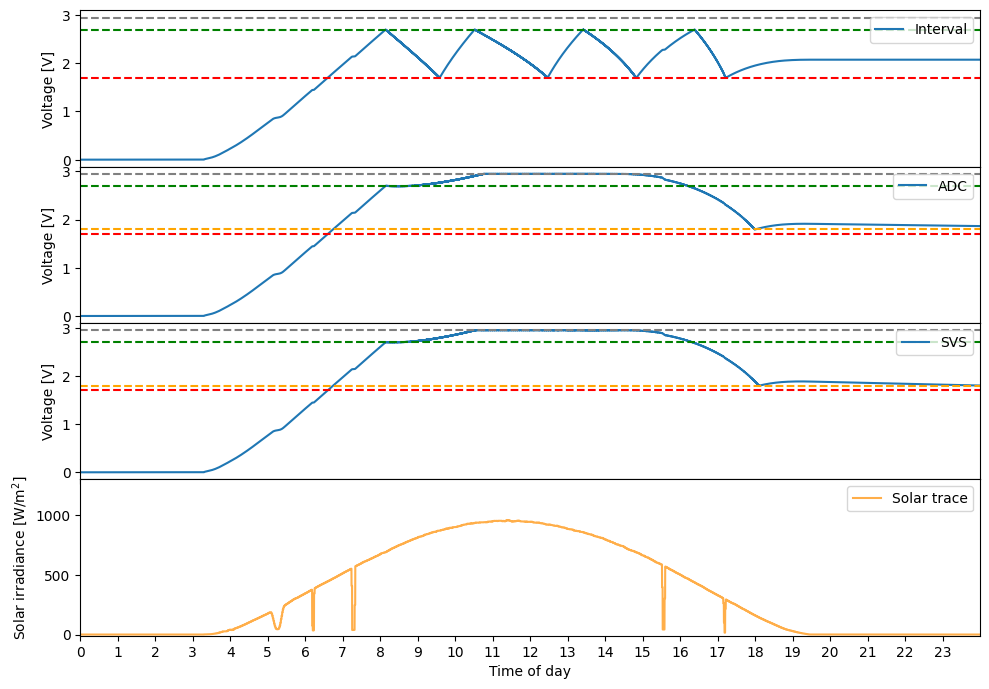 3
2
1
0
Voltage [V]
Interval
3
2
1
0
Voltage [V]
ADC
3
2
1
0
Voltage [V]
SVS
1000
500
0
Solar irradiance [W/m²]
Solar trace
0 1 2 3 4 5 6 7 8 9 10 11 12 13 14 15 16 17 18 19 20 21 22 23
Time of day